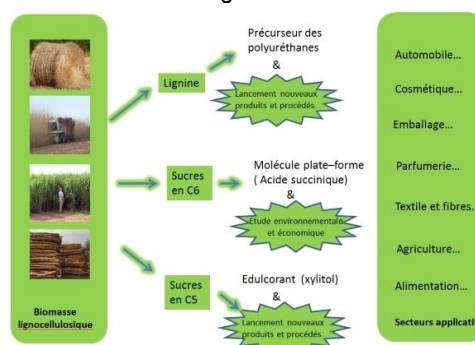 Biomasse
lignocellulosique
Lignine
Précurseur des
polyuréthanes
&
Lancement nouveaux
produits et procédés
Sucres
en C6
Molécule plate–forme
( Acide succinique)
&
Etude environnementale
et économique
Sucres
en C5
Edulcorant (xylitol)
&
Lancement nouveaux
produits et procédés
Automobile...
Cosmétique...
Emballage...
Parfumerie...
Textile et fibres..
Agriculture...
Alimentation...
Secteurs applicati